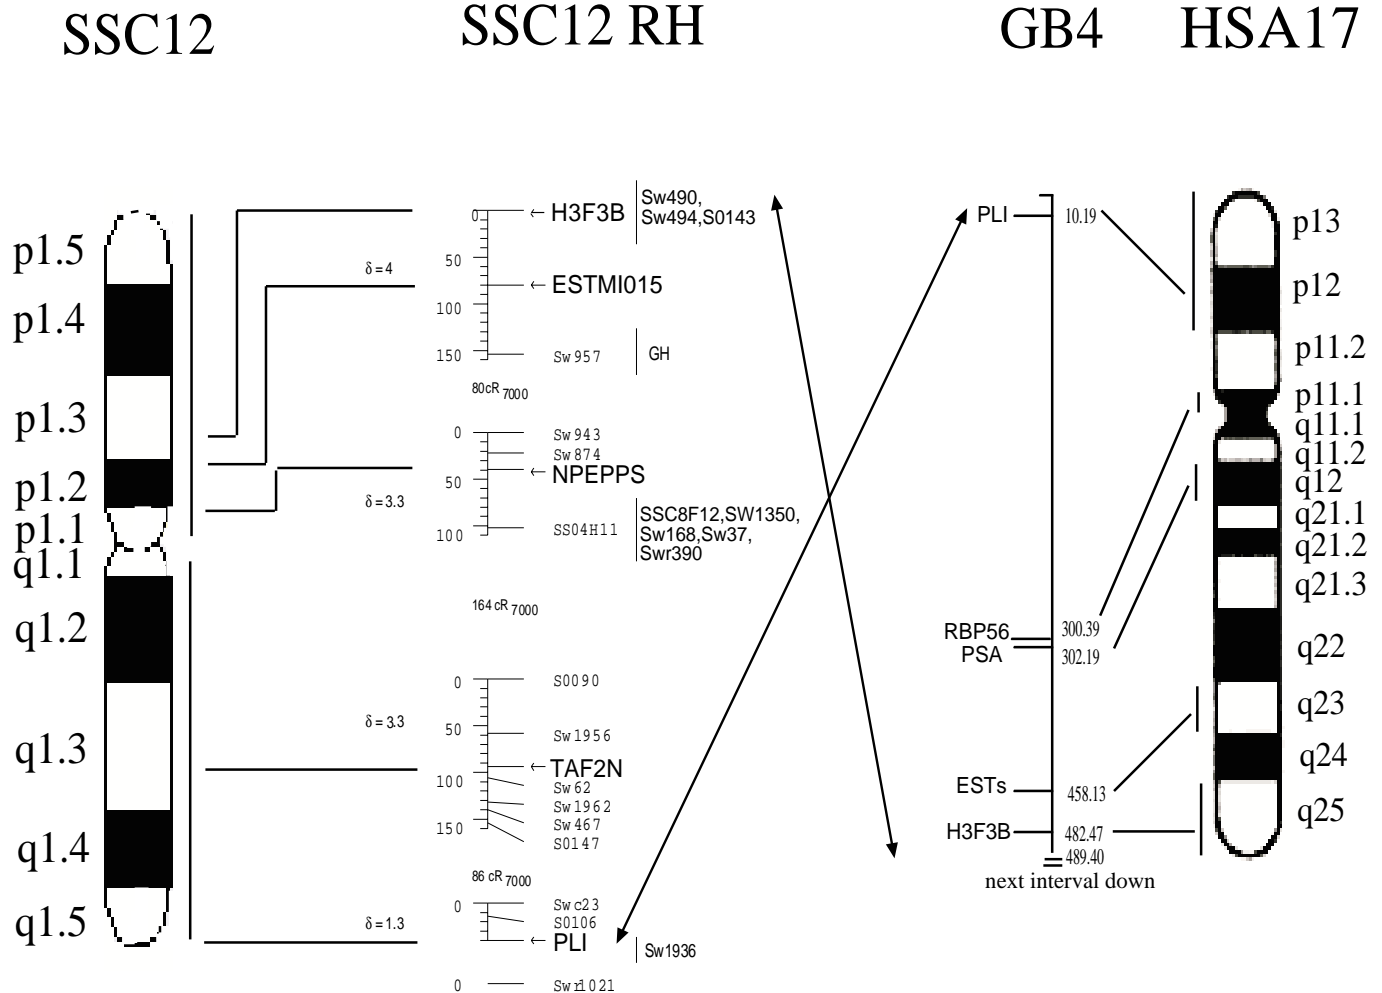 SSC12
SSC12 RH
GB4
HSA17
p1.5
p1.4
p1.3
p1.2
p1.1
q1.1
q1.2
q1.3
q1.4
q1.5
δ = 4
δ = 3.3
δ = 3.3
δ = 1.3
0
50
100
150
← H3F3B
Sw490,
Sw494,S0143
← ESTMI015
Sw957
GH
80cR7000
0
50
100
Sw943
Sw874
← NPEPPS
SS04H11
SSC8F12,SW1350,
Sw168,Sw37,
Swr390
164 cR7000
0
50
100
150
S0090
Sw1956
← TAF2N
Sw62
Sw1962
Sw467
S0147
86 cR7000
0
Swc23
S0106
← PLI
Sw1936
0
Swr1021
PLI
10.19
RBP56
300.39
PSA
302.19
ESTs
458.13
H3F3B
482.47
489.40
next interval down
p13
p12
p11.2
p11.1
q11.1
q11.2
q12
q21.1
q21.2
q21.3
q22
q23
q24
q25